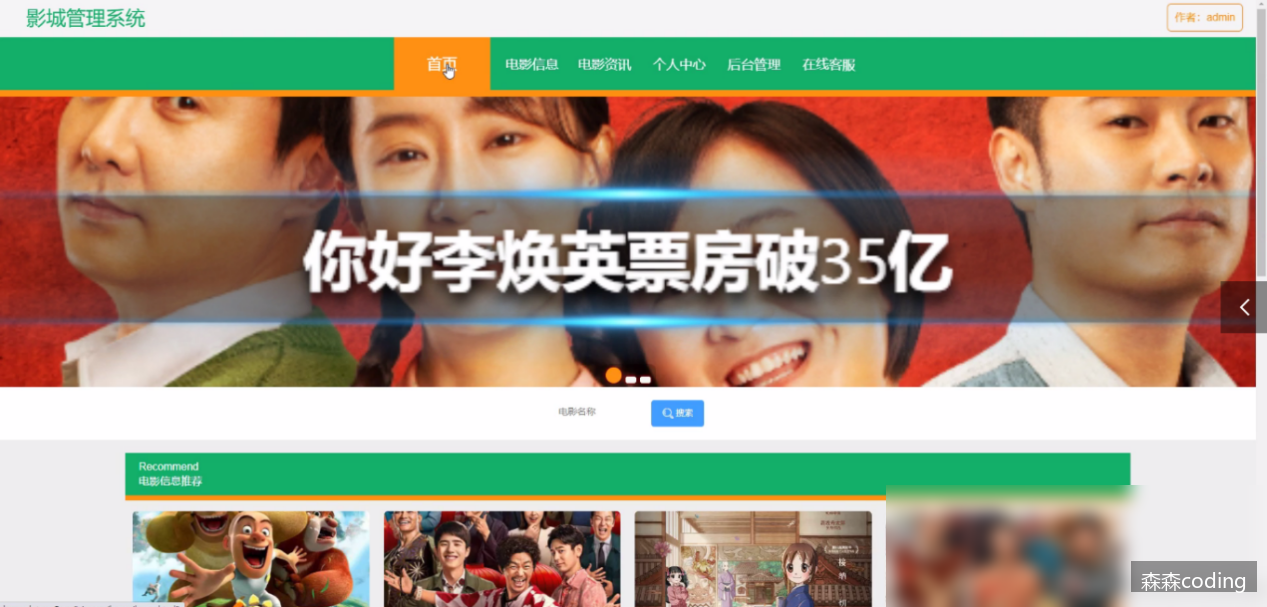 影城管理系统
作者：admin
首页 电影信息 电影资讯 个人中心 后台管理 在线客服
你好李焕英票房破35亿
电影名称 搜索
Recommend
电影信息推荐
森森coding